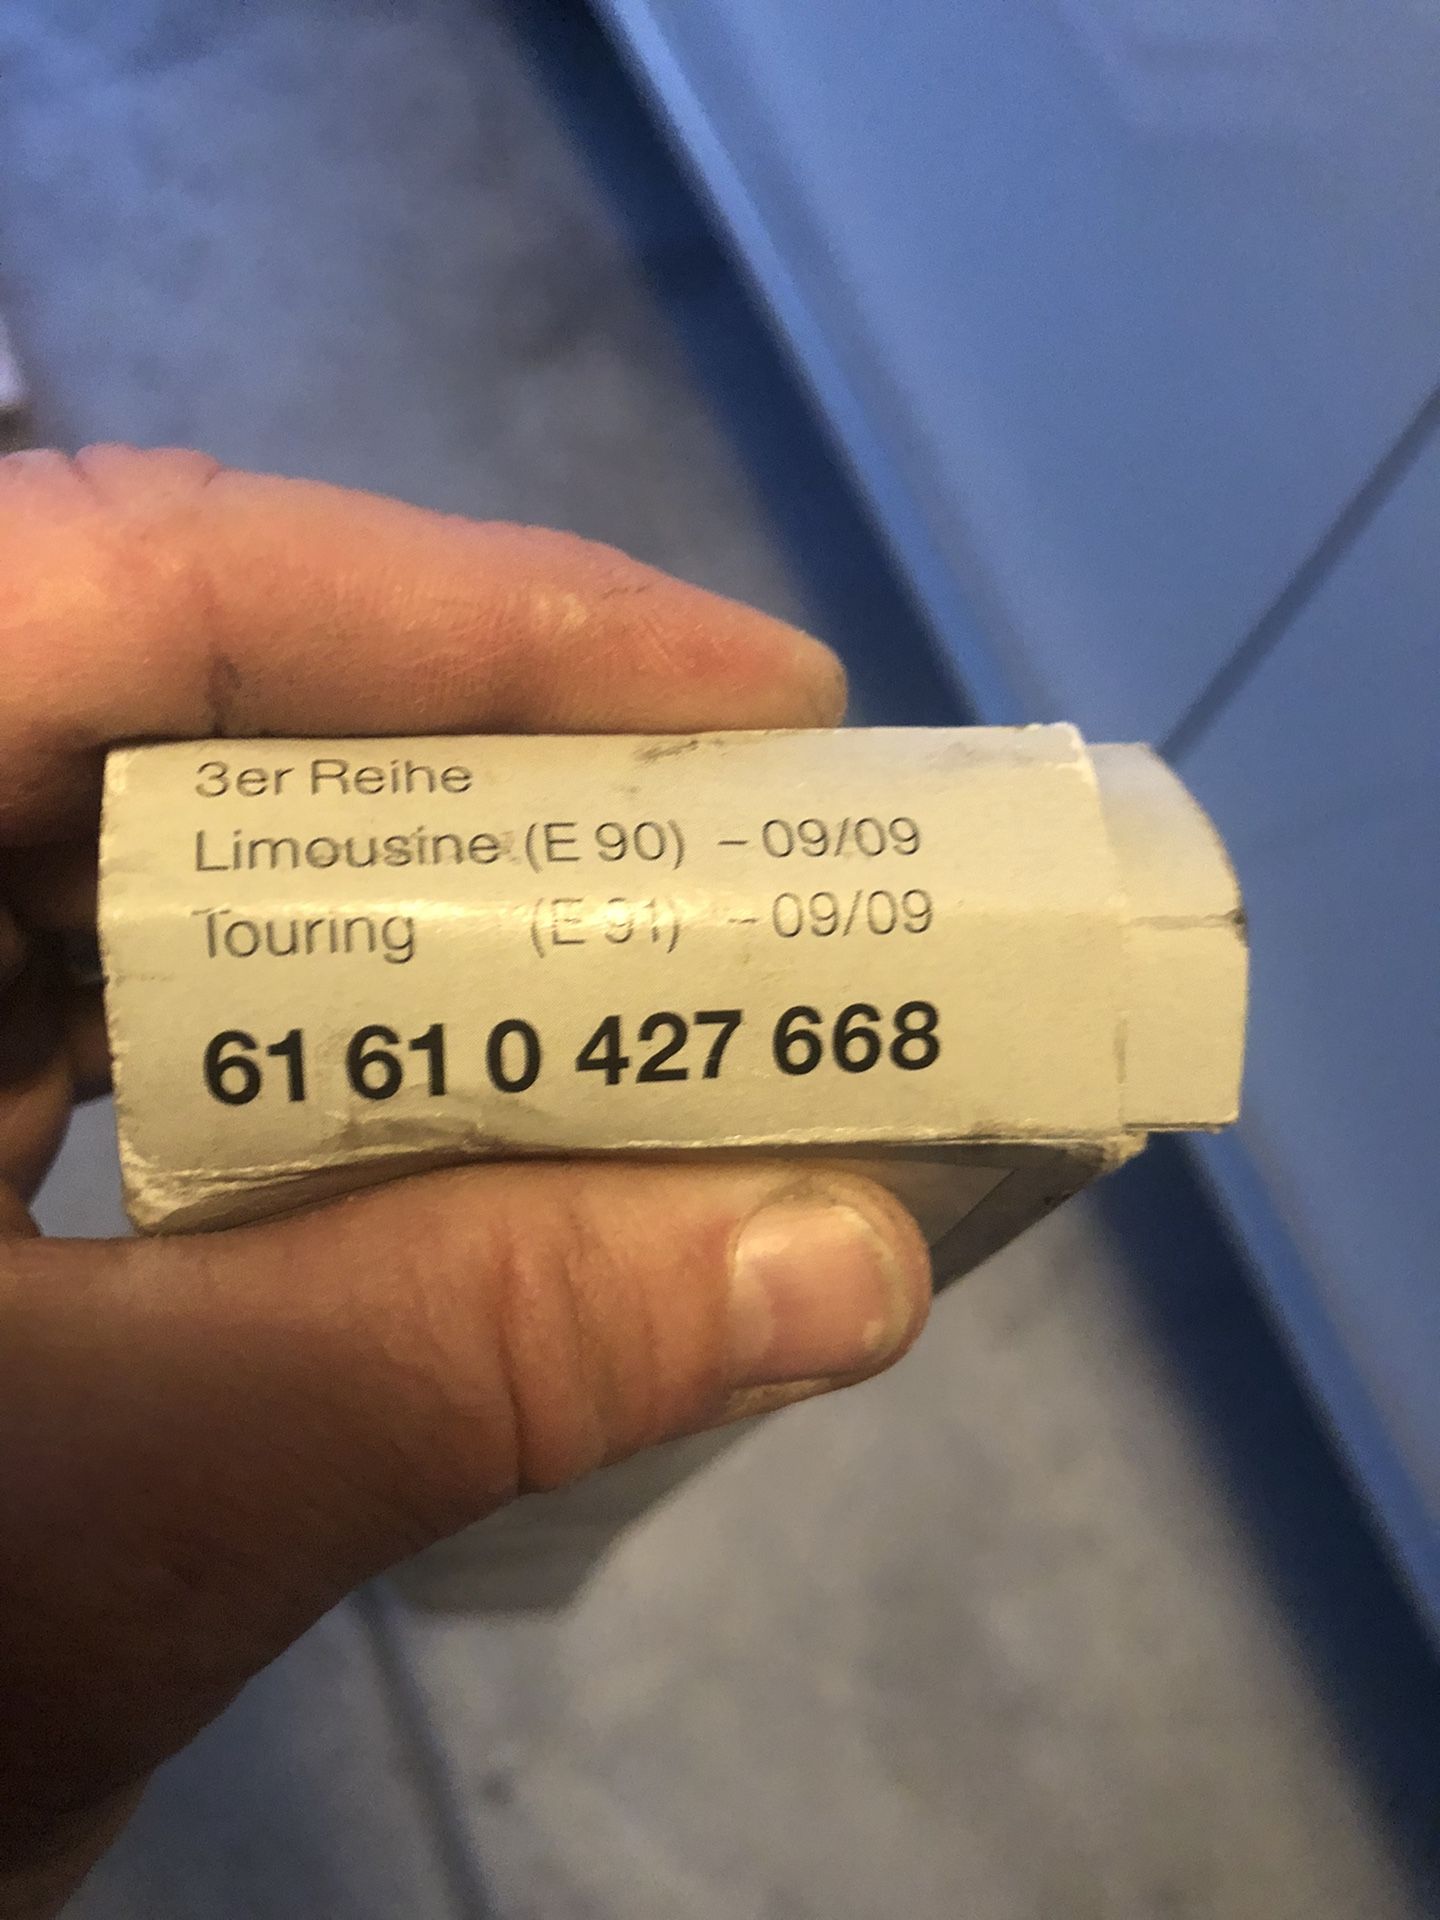 3er Reihe
Limousine (E 90) – 09/09
Touring (E 91) – 09/09
61 61 0 427 668